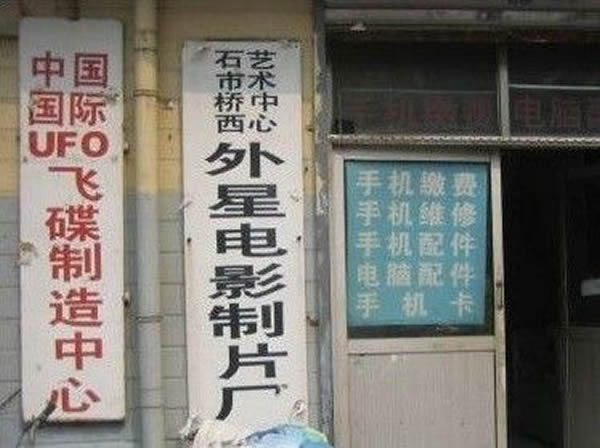 中国
国际
UFO
飞碟制造中心
石市桥西
艺术中心
外星电影制片厂
电脑
手机缴费
手机维修
手机配件
电脑配件
手机卡